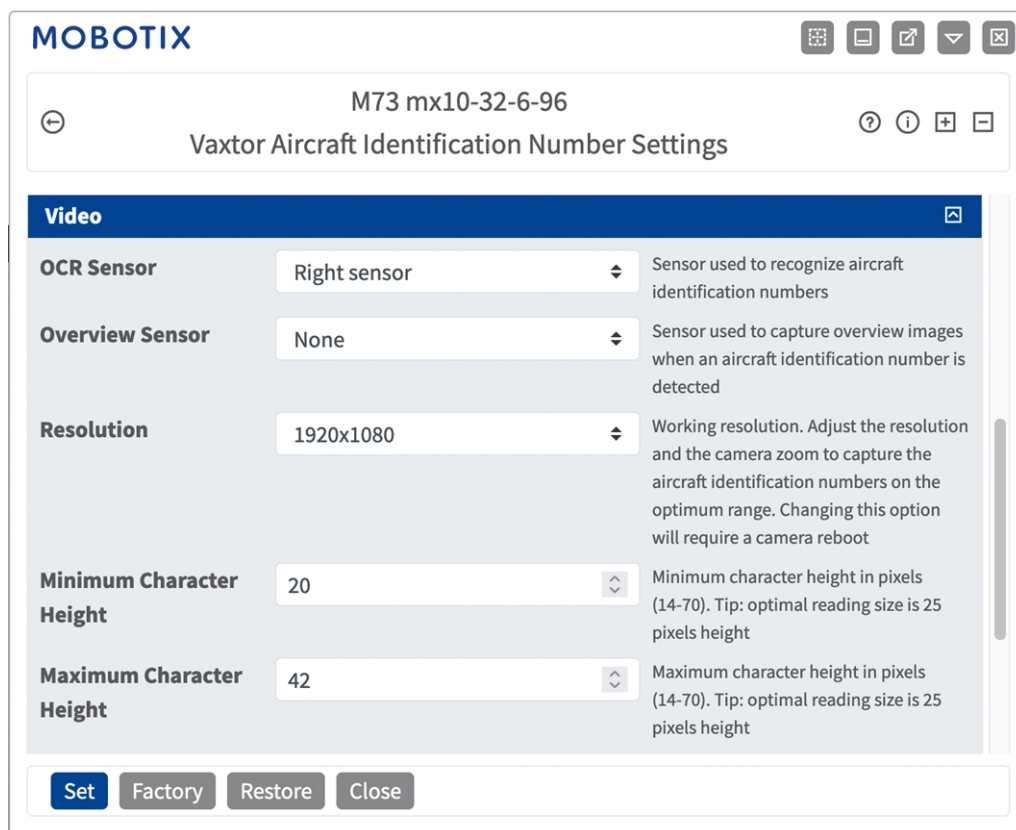 MOBOTIX
M73 mx10-32-6-96
Vaxtor Aircraft Identification Number Settings
Video
OCR Sensor
Right sensor
Sensor used to recognize aircraft
identification numbers
Overview Sensor
None
Sensor used to capture overview images
when an aircraft identification number is
detected
Resolution
1920x1080
Working resolution. Adjust the resolution
and the camera zoom to capture the
aircraft identification numbers on the
optimum range. Changing this option
will require a camera reboot
Minimum Character
Height
20
Minimum character height in pixels
(14-70). Tip: optimal reading size is 25
pixels height
Maximum Character
Height
42
Maximum character height in pixels
(14-70). Tip: optimal reading size is 25
pixels height
Set Factory Restore Close